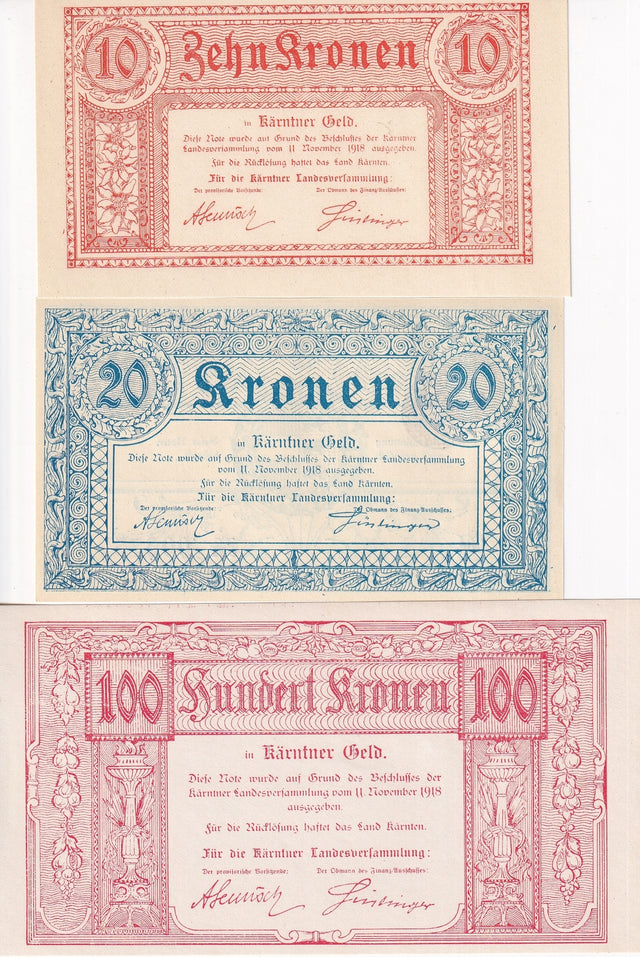 10 Zehn Kronen 10
in Kärntner Geld.
Diese Note wurde auf Grund des Beschlusses der Kärntner
Landesversammlung vom 11 November 1918 ausgegeben.
Für die Rücklösung haftet das Land Kärnten.
Für die Kärntner Landesversammlung:
Der provisorische Vorsitzende: Der Obmann des Finanz-Ausschusses:
20 Kronen 20
in Kärntner Geld.
Diese Note wurde auf Grund des Beschlusses der Kärntner Landesversammlung
vom 11. November 1918 ausgegeben.
Für die Rücklösung haftet das Land Kärnten.
Für die Kärntner Landesversammlung:
Der provisorische Vorsitzende: Der Obmann des Finanz-Ausschusses:
100 Hundert Kronen 100
in Kärntner Geld.
Diese Note wurde auf Grund des Beschlusses der
Kärntner Landesversammlung vom 11. November 1918
ausgegeben.
Für die Rücklösung haftet das Land Kärnten.
Für die Kärntner Landesversammlung:
Der provisorische Vorsitzende: Der Obmann des Finanz-Ausschusses: